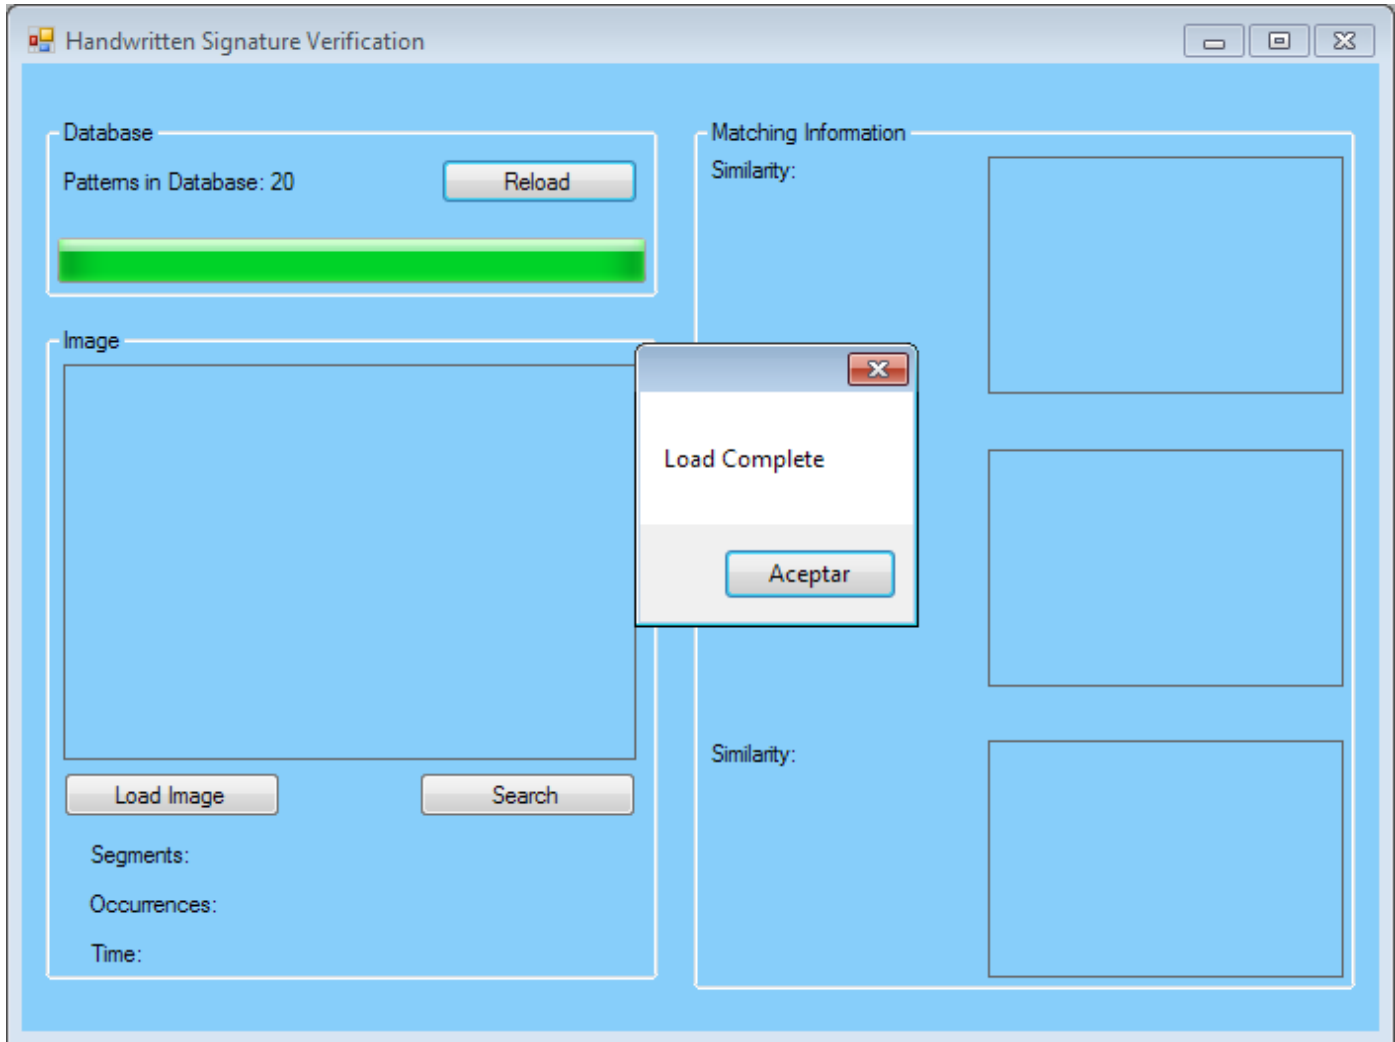 Handwritten Signature Verification
Database
Patterns in Database: 20
Reload
Image
Load Image
Search
Segments:
Occurrences:
Time:
Matching Information
Similarity:
Similarity:
Load Complete
Aceptar